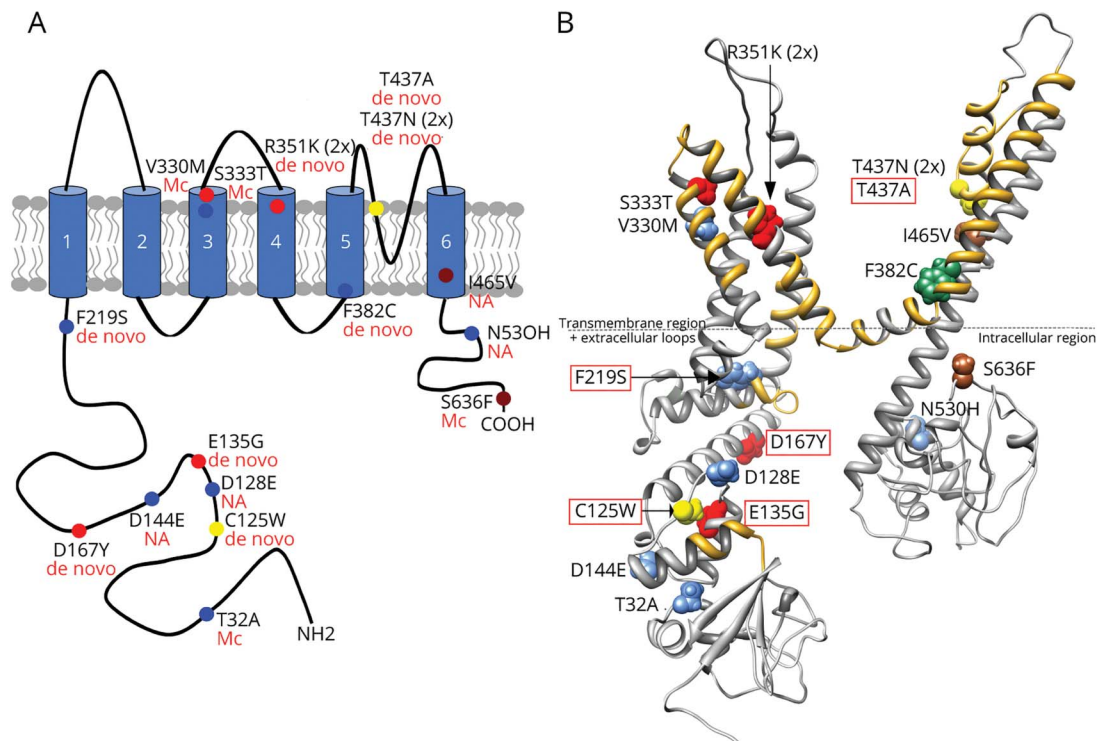 A
T437A
de novo
T437N (2x)
de novo
V330M
Mc
S333T
Mc
R351K (2x)
de novo
1
2
3
4
5
6
I465V
NA
F219S
de novo
F382C
de novo
N53OH
NA
S636F
Mc
COOH
E135G
de novo
D128E
NA
D144E
NA
C125W
de novo
D167Y
de novo
T32A
Mc
NH2
B
R351K (2x)
T437N (2x)
T437A
S333T
V330M
I465V
F382C
Transmembrane region
+ extracellular loops
Intracellular region
F219S
S636F
N530H
D167Y
D128E
C125W
E135G
D144E
T32A